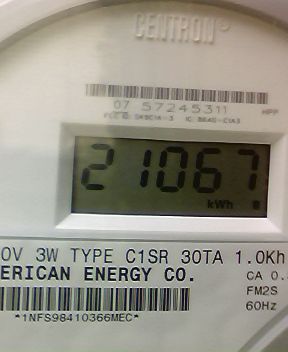 CENTRON
07 57245311 HPP
21067
kWh
0V 3W TYPE C1SR 30TA 1.0Kh
ERICAN ENERGY CO. CA 0.
FM2S
60Hz
*1NFS98410366MEC*